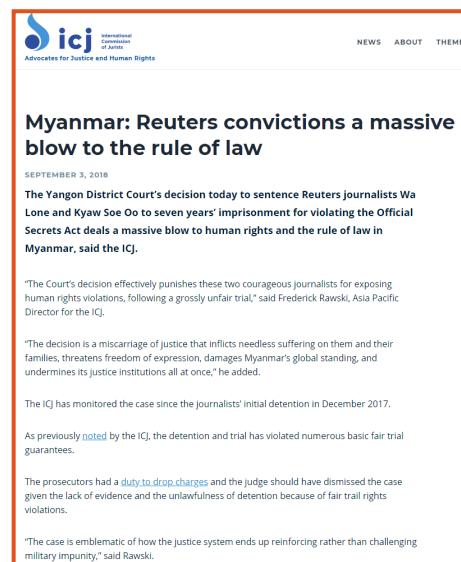 icj
International
Commission
of Jurists
Advocates for Justice and Human Rights
NEWS ABOUT THEME
Myanmar: Reuters convictions a massive
blow to the rule of law
SEPTEMBER 3, 2018
The Yangon District Court's decision today to sentence Reuters journalists Wa
Lone and Kyaw Soe Oo to seven years' imprisonment for violating the Official
Secrets Act deals a massive blow to human rights and the rule of law in
Myanmar, said the ICJ.
"The Court's decision effectively punishes these two courageous journalists for exposing
human rights violations, following a grossly unfair trial," said Frederick Rawski, Asia Pacific
Director for the ICJ.
"The decision is a miscarriage of justice that inflicts needless suffering on them and their
families, threatens freedom of expression, damages Myanmar's global standing, and
undermines its justice institutions all at once," he added.
The ICJ has monitored the case since the journalists' initial detention in December 2017.
As previously noted by the ICJ, the detention and trial has violated numerous basic fair trial
guarantees.
The prosecutors had a duty to drop charges and the judge should have dismissed the case
given the lack of evidence and the unlawfulness of detention because of fair trail rights
violations.
"The case is emblematic of how the justice system ends up reinforcing rather than challenging
military impunity," said Rawski.